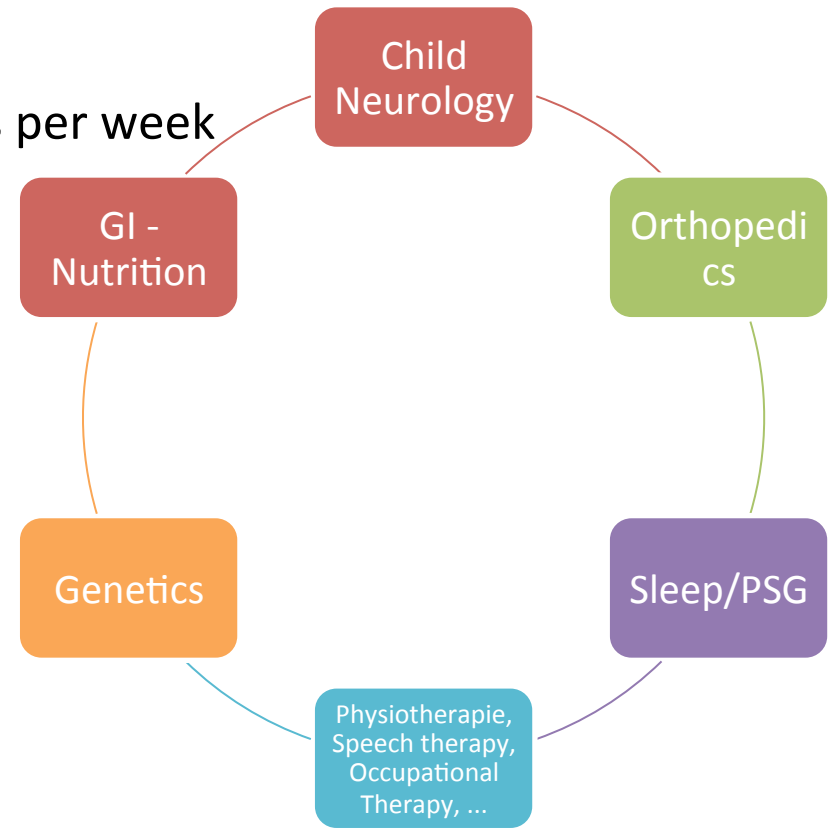 Child
Neurology
per week
GI -
Nutrition
Orthopedi
cs
Genetics
Sleep/PSG
Physiotherapie,
Speech therapy,
Occupational
Therapy, ...